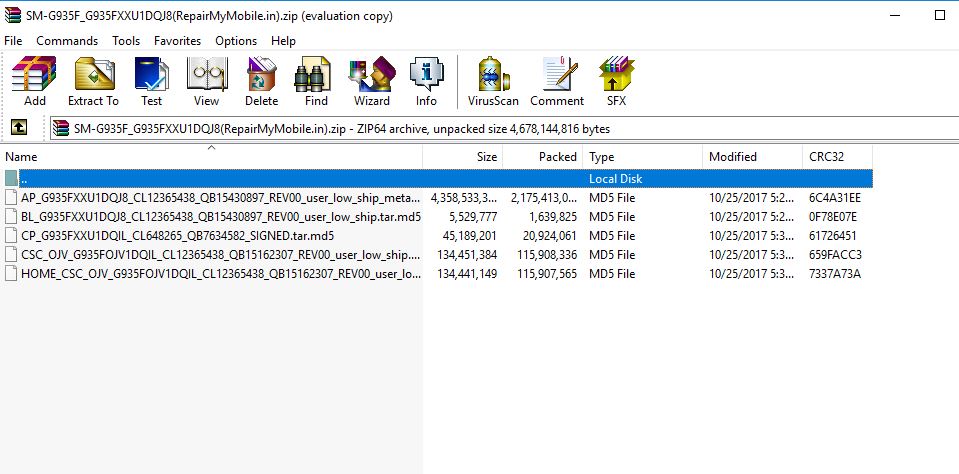 SM-G935F_G935FXXU1DQJ8(RepairMyMobile.in).zip (evaluation copy)
File Commands Tools Favorites Options Help
Add Extract To Test View Delete Find Wizard Info VirusScan Comment SFX
SM-G935F_G935FXXU1DQJ8(RepairMyMobile.in).zip - ZIP64 archive, unpacked size 4,678,144,816 bytes
Name Size Packed Type Modified CRC32
.. Local Disk
AP_G935FXXU1DQJ8_CL12365438_QB15430897_REV00_user_low_ship_meta... 4,358,533,3... 2,175,413,0... MD5 File 10/25/2017 5:2... 6C4A31EE
BL_G935FXXU1DQJ8_CL12365438_QB15430897_REV00_user_low_ship.tar.md5 5,529,777 1,639,825 MD5 File 10/25/2017 5:2... 0F78E07E
CP_G935FXXU1DQIL_CL648265_QB7634582_SIGNED.tar.md5 45,189,201 20,924,061 MD5 File 10/25/2017 5:3... 61726451
CSC_OJV_G935FOJV1DQIL_CL12365438_QB15162307_REV00_user_low_ship.... 134,451,384 115,908,336 MD5 File 10/25/2017 5:3... 659FACC3
HOME_CSC_OJV_G935FOJV1DQIL_CL12365438_QB15162307_REV00_user_lo... 134,441,149 115,907,565 MD5 File 10/25/2017 5:3... 7337A73A